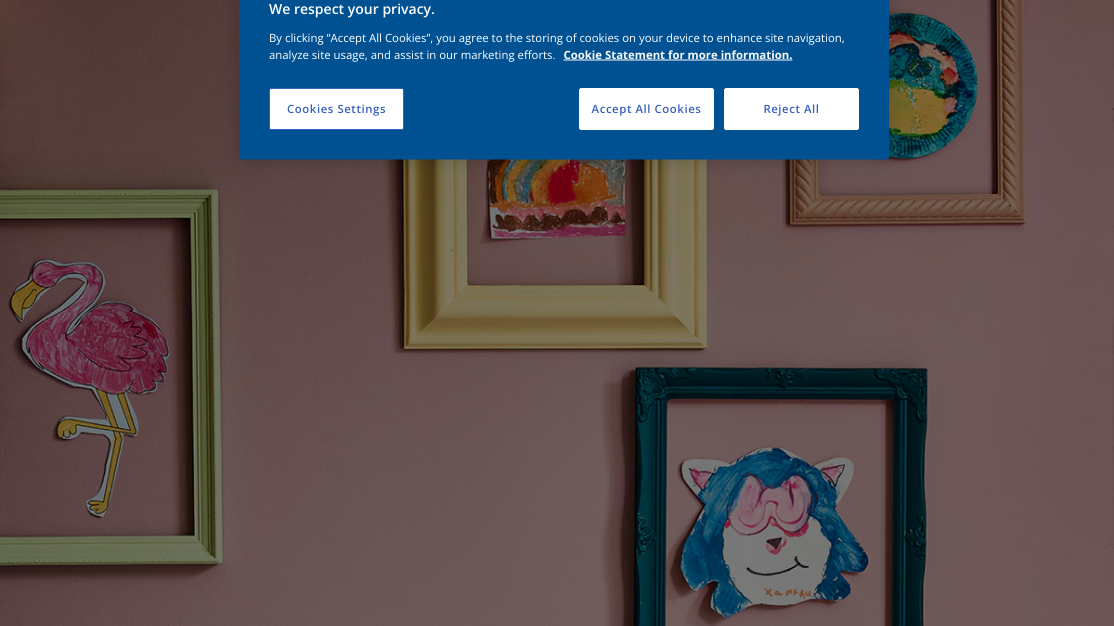 We respect your privacy.
By clicking “Accept All Cookies”, you agree to the storing of cookies on your device to enhance site navigation,
analyze site usage, and assist in our marketing efforts. Cookie Statement for more information.
Cookies Settings
Accept All Cookies
Reject All